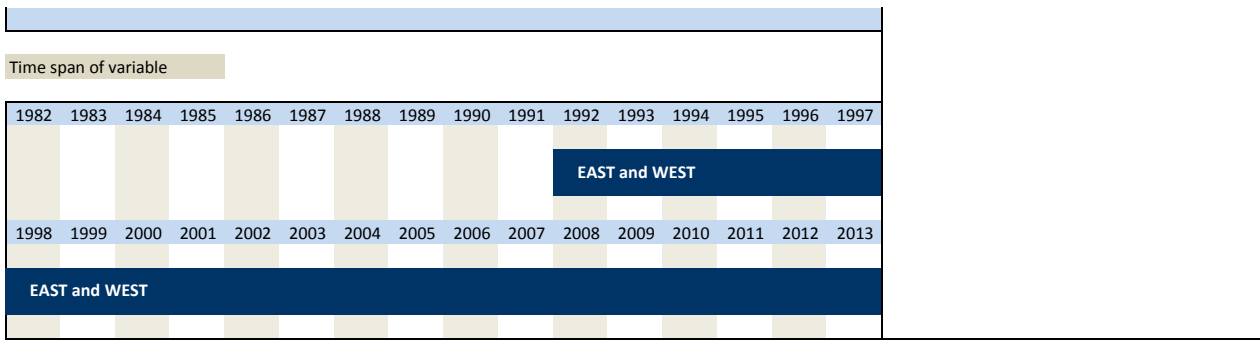 Time span of variable
1982 1983 1984 1985 1986 1987 1988 1989 1990 1991 1992 1993 1994 1995 1996 1997
EAST and WEST
1998 1999 2000 2001 2002 2003 2004 2005 2006 2007 2008 2009 2010 2011 2012 2013
EAST and WEST